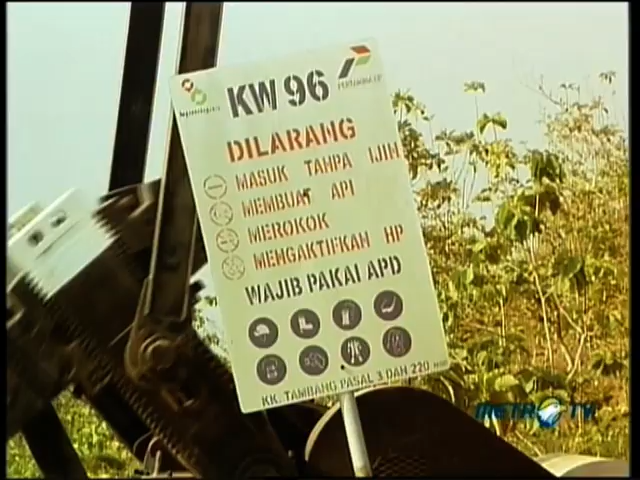 KW 96
PERTAMINA
DILARANG
MASUK TANPA IJIN
MEMBUAT API
MEROKOK
MENGAKTIFKAN HP
WAJIB PAKAI APD
KK. TAMBANG PASAL 3 DAN 220
METRO TV